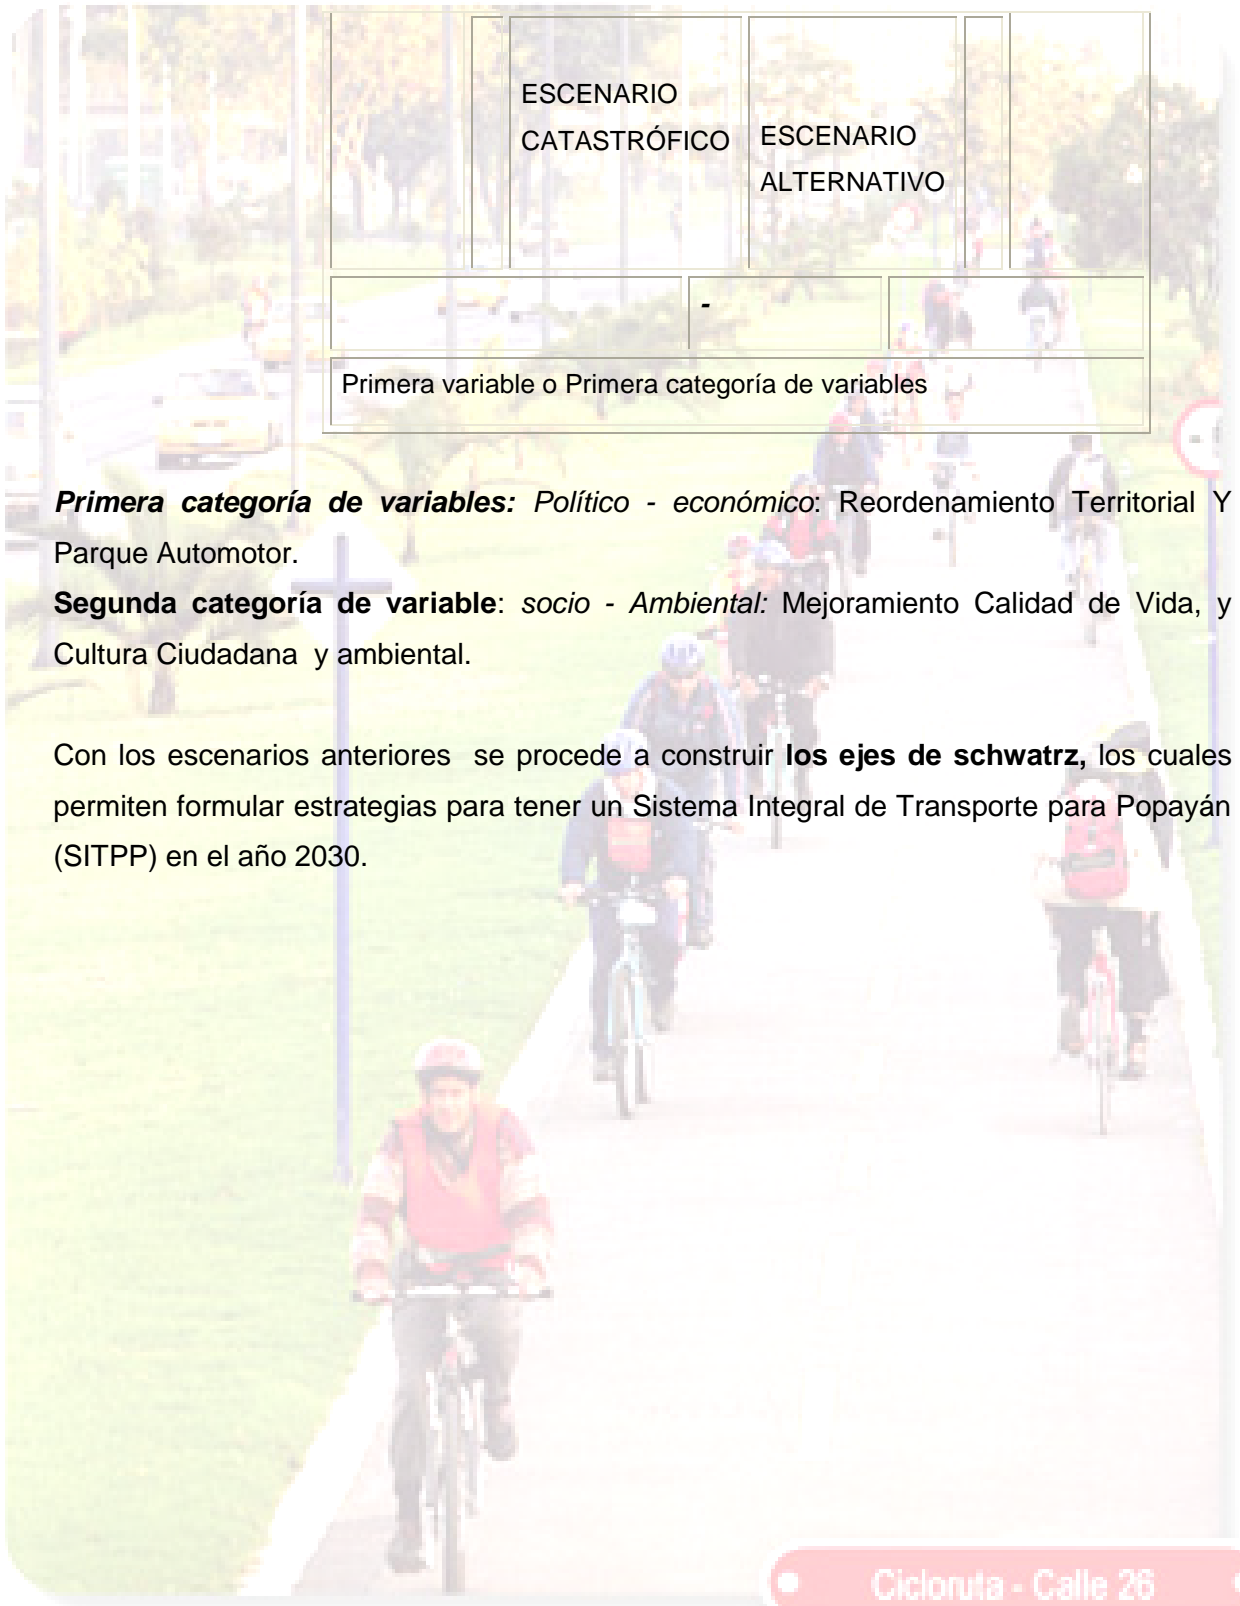 ESCENARIO
CATASTRÓFICO
ESCENARIO
ALTERNATIVO
-
Primera variable o Primera categoría de variables
Primera categoría de variables: Político - económico: Reordenamiento Territorial Y
Parque Automotor.
Segunda categoría de variable: socio - Ambiental: Mejoramiento Calidad de Vida, y
Cultura Ciudadana y ambiental.
Con los escenarios anteriores se procede a construir los ejes de schwatrz, los cuales
permiten formular estrategias para tener un Sistema Integral de Transporte para Popayán
(SITPP) en el año 2030.
Cicloruta - Calle 26